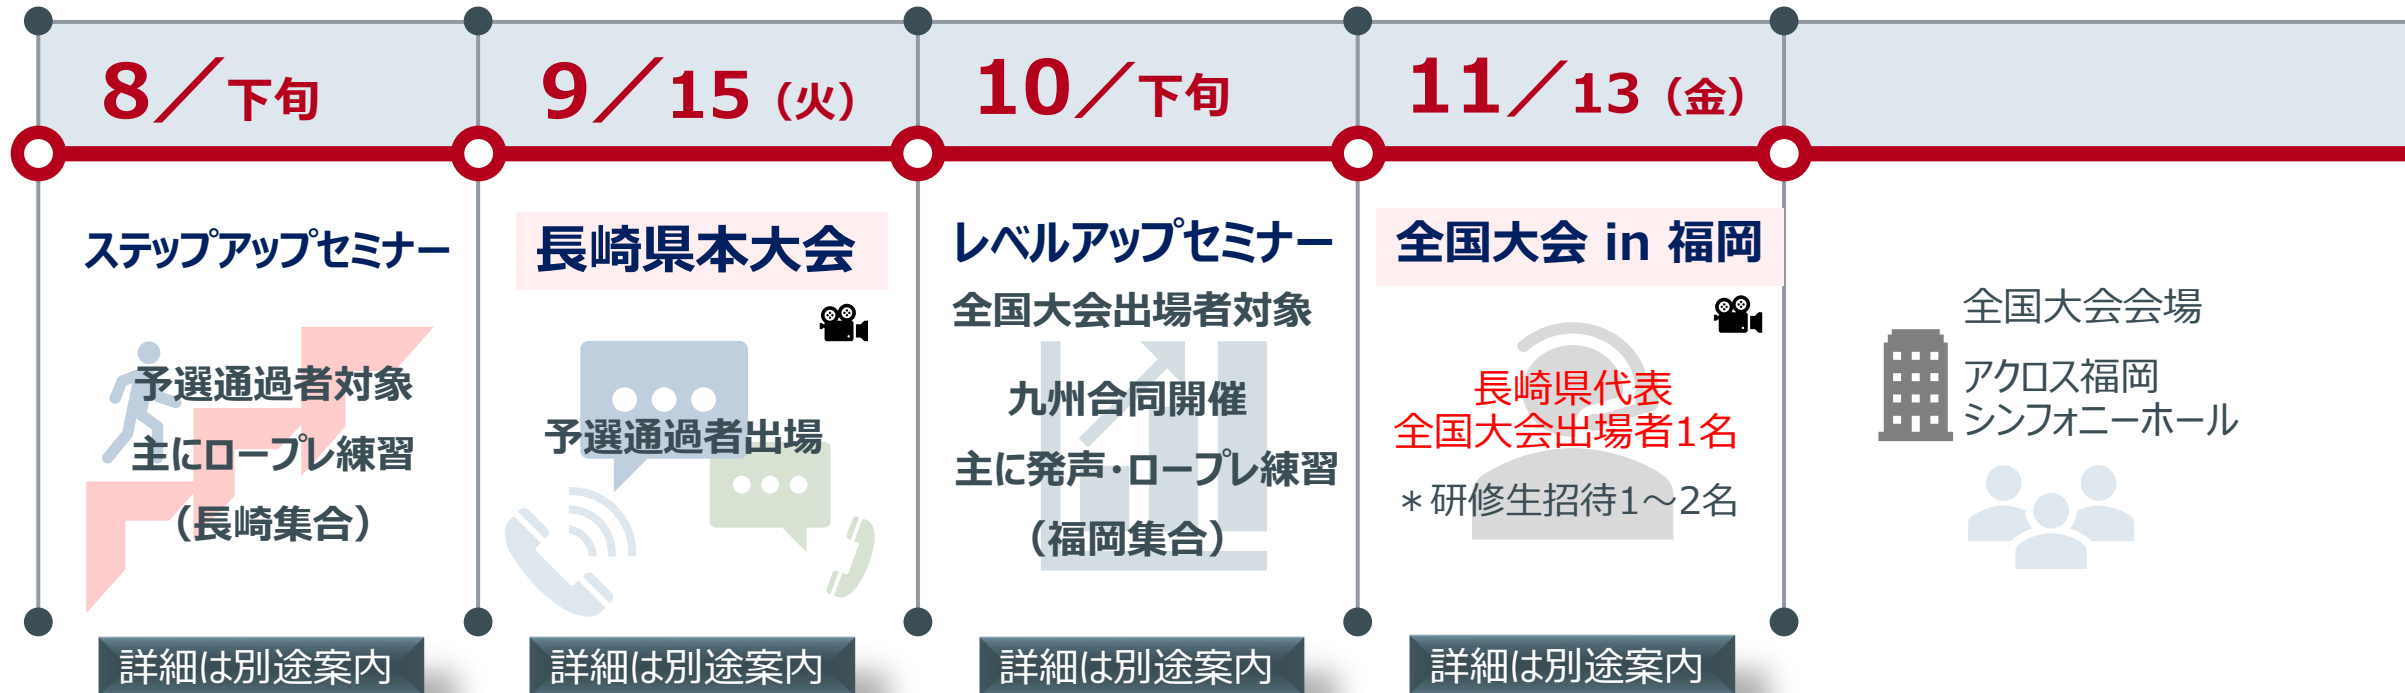 8／下旬
ステップアップセミナー
予選通過者対象
主にロープレ練習
（長崎集合）
詳細は別途案内
9／15（火）
長崎県本大会
予選通過者出場
詳細は別途案内
10／下旬
レベルアップセミナー
全国大会出場者対象
九州合同開催
主に発声・ロープレ練習
（福岡集合）
詳細は別途案内
11／13（金）
全国大会 in 福岡
長崎県代表
全国大会出場者1名
＊研修生招待1～2名
詳細は別途案内
全国大会会場
アクロス福岡
シンフォニーホール